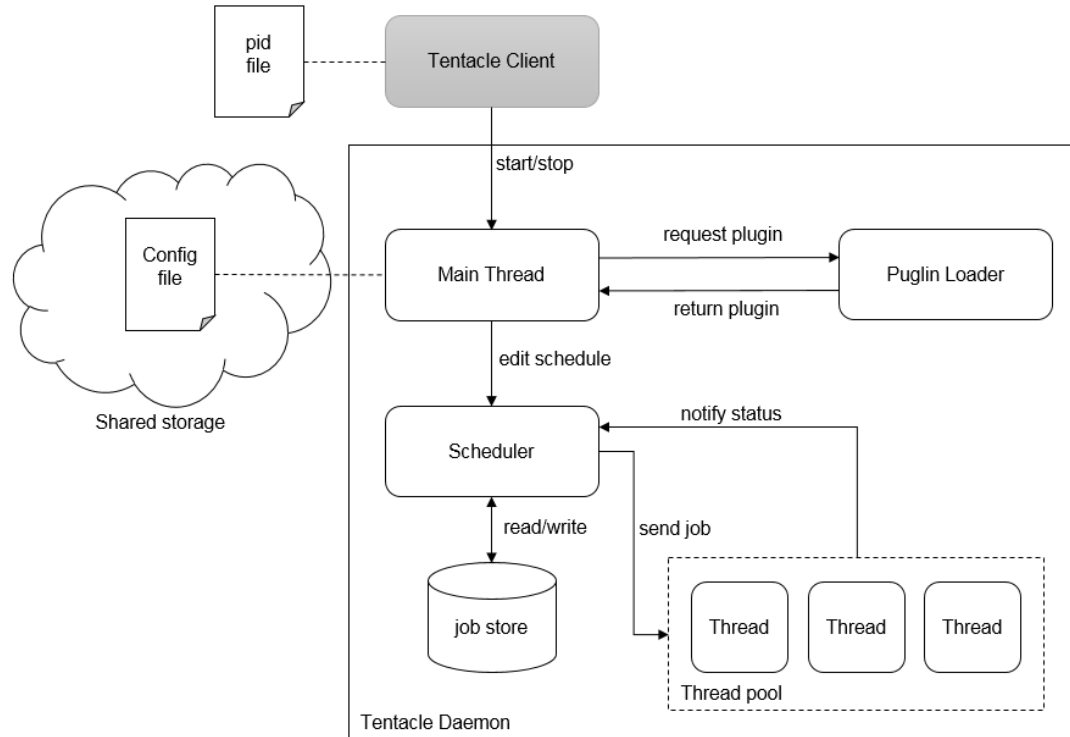 pid
file
Tentacle Client
start/stop
Config
file
Main Thread
request plugin
Puglin Loader
return plugin
edit schedule
Shared storage
notify status
Scheduler
read/write
send job
job store
Thread
Thread
Thread
Thread pool
Tentacle Daemon